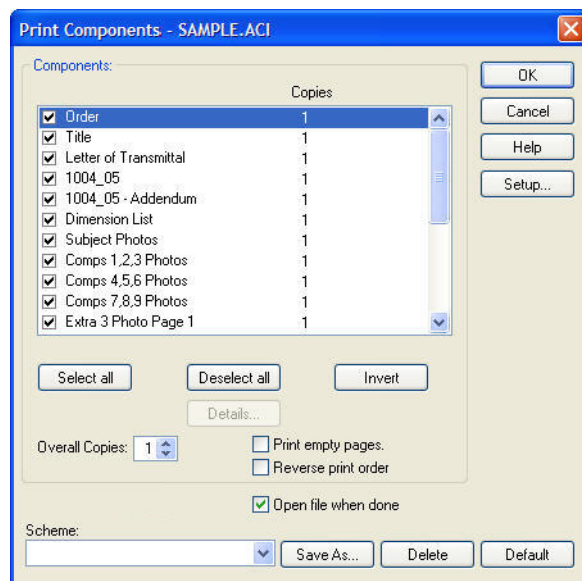 Print Components - SAMPLE.ACI
Components:
Copies
Order 1
Title 1
Letter of Transmittal 1
1004_05 1
1004_05 - Addendum 1
Dimension List 1
Subject Photos 1
Comps 1,2,3 Photos 1
Comps 4,5,6 Photos 1
Comps 7,8,9 Photos 1
Extra 3 Photo Page 1 1
OK
Cancel
Help
Setup...
Select all Deselect all Invert
Details...
Overall Copies: 1
Print empty pages.
Reverse print order
Open file when done
Scheme:
Save As... Delete Default